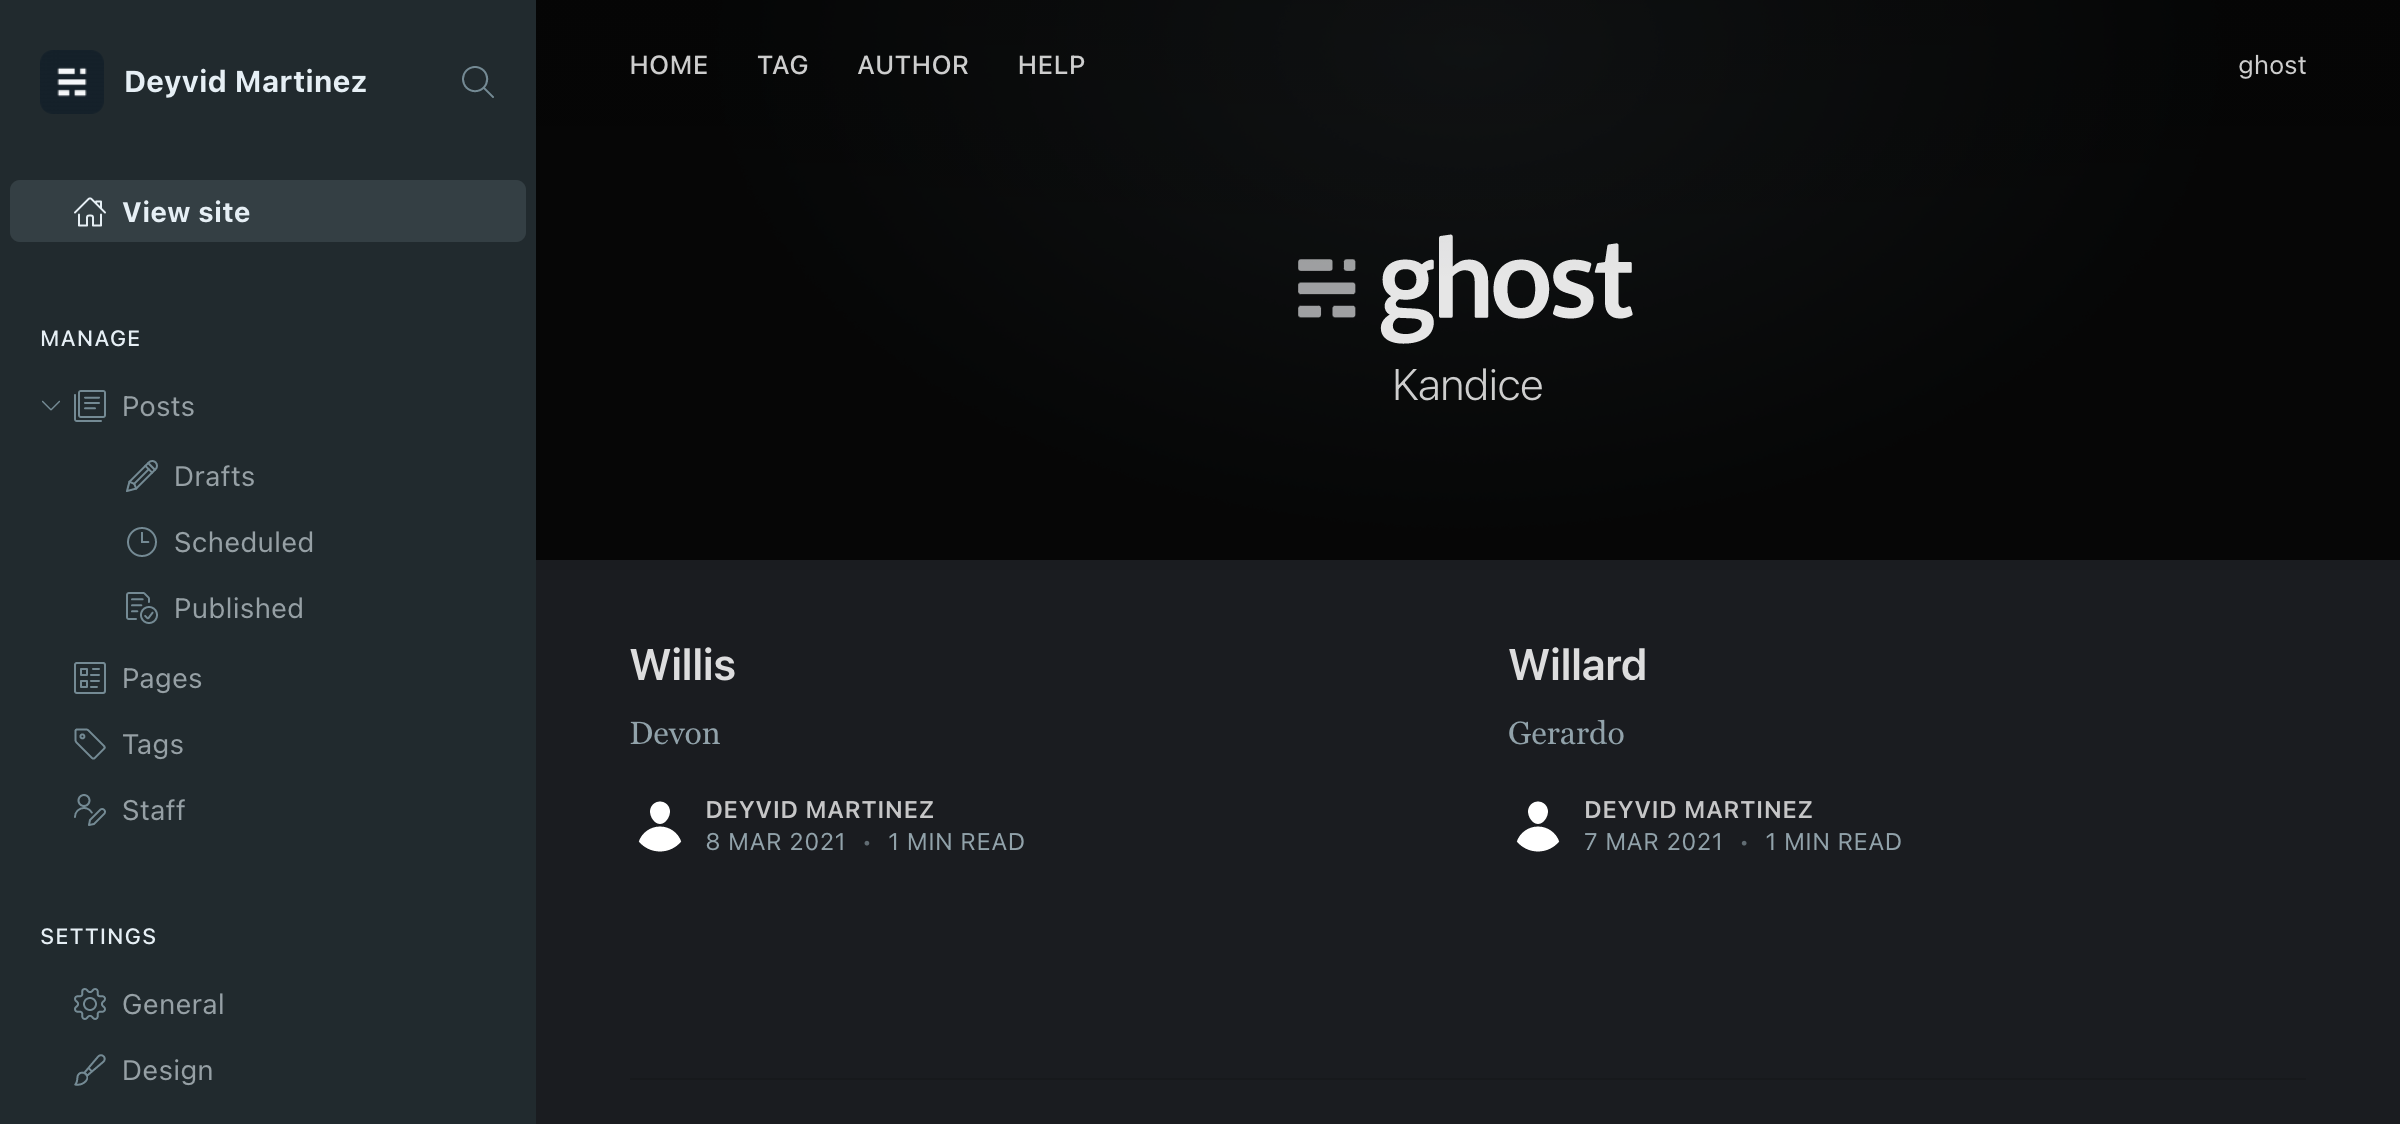 Deyvid Martinez
View site
MANAGE
Posts
Drafts
Scheduled
Published
Pages
Tags
Staff
SETTINGS
General
Design
HOME TAG AUTHOR HELP
ghost
ghost
Kandice
Willis
Devon
DEYVID MARTINEZ
8 MAR 2021 • 1 MIN READ
Willard
Gerardo
DEYVID MARTINEZ
7 MAR 2021 • 1 MIN READ